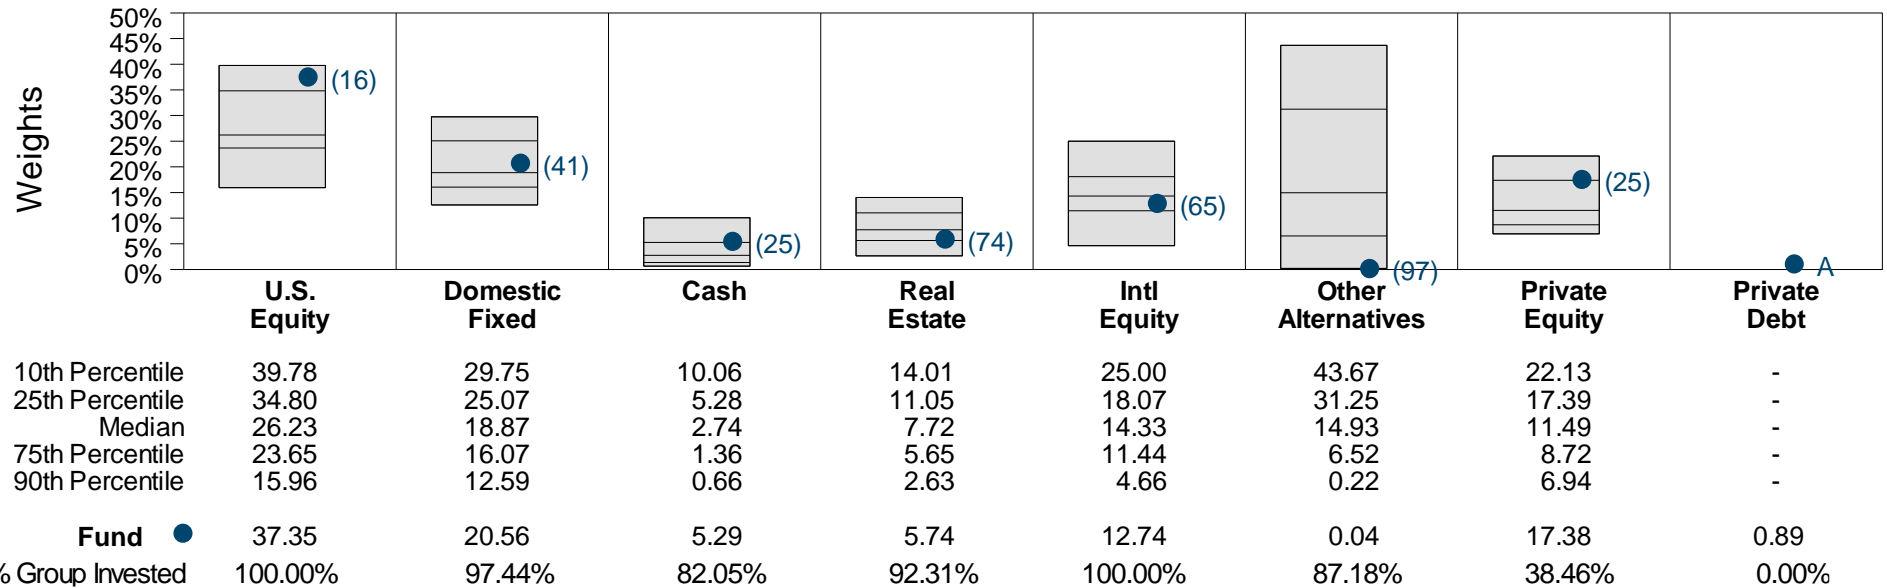 50%
45%
40%
35%
30%
25%
20%
15%
10%
5%
0%
Weights
(16)
(41)
(25)
(74)
(65)
(97)
(25)
A
U.S. Equity
Domestic Fixed
Cash
Real Estate
Intl Equity
Other Alternatives
Private Equity
Private Debt
10th Percentile 39.78 29.75 10.06 14.01 25.00 43.67 22.13 -
25th Percentile 34.80 25.07 5.28 11.05 18.07 31.25 17.39 -
Median 26.23 18.87 2.74 7.72 14.33 14.93 11.49 -
75th Percentile 23.65 16.07 1.36 5.65 11.44 6.52 8.72 -
90th Percentile 15.96 12.59 0.66 2.63 4.66 0.22 6.94 -
Fund 37.35 20.56 5.29 5.74 12.74 0.04 17.38 0.89
% Group Invested 100.00% 97.44% 82.05% 92.31% 100.00% 87.18% 38.46% 0.00%